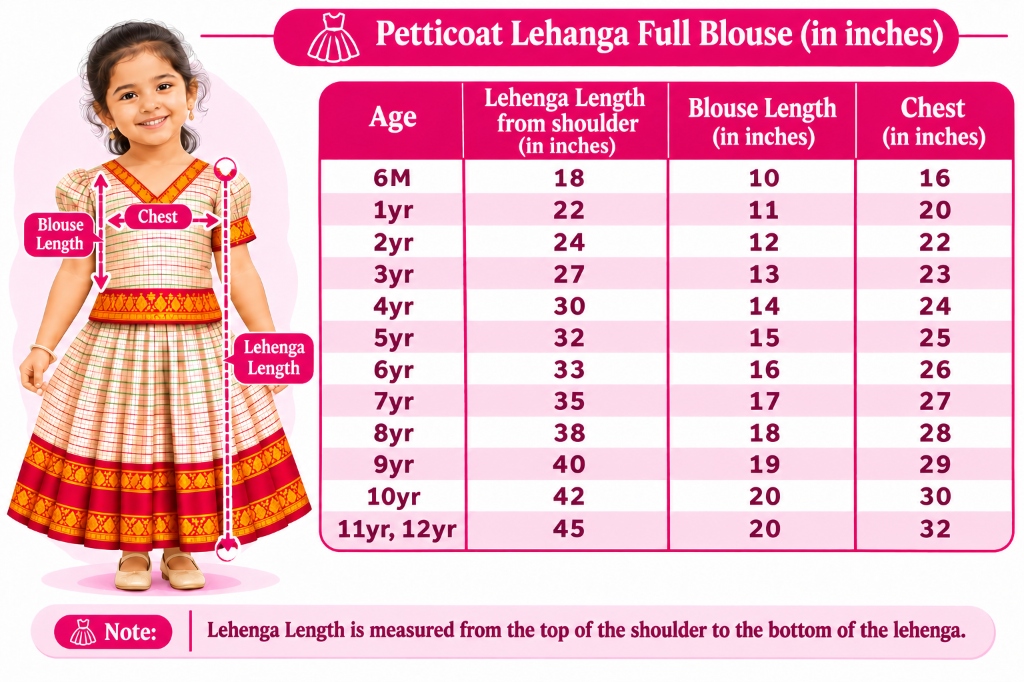 Petticoat Lehanga Full Blouse (in inches)
Age
Lehenga Length
from shoulder
(in inches)
Blouse Length
(in inches)
Chest
(in inches)
6M 18 10 16
1yr 22 11 20
2yr 24 12 22
3yr 27 13 23
4yr 30 14 24
5yr 32 15 25
6yr 33 16 26
7yr 35 17 27
8yr 38 18 28
9yr 40 19 29
10yr 42 20 30
11yr, 12yr 45 20 32
Chest
Blouse
Length
Lehenga
Length
Note: Lehenga Length is measured from the top of the shoulder to the bottom of the lehenga.